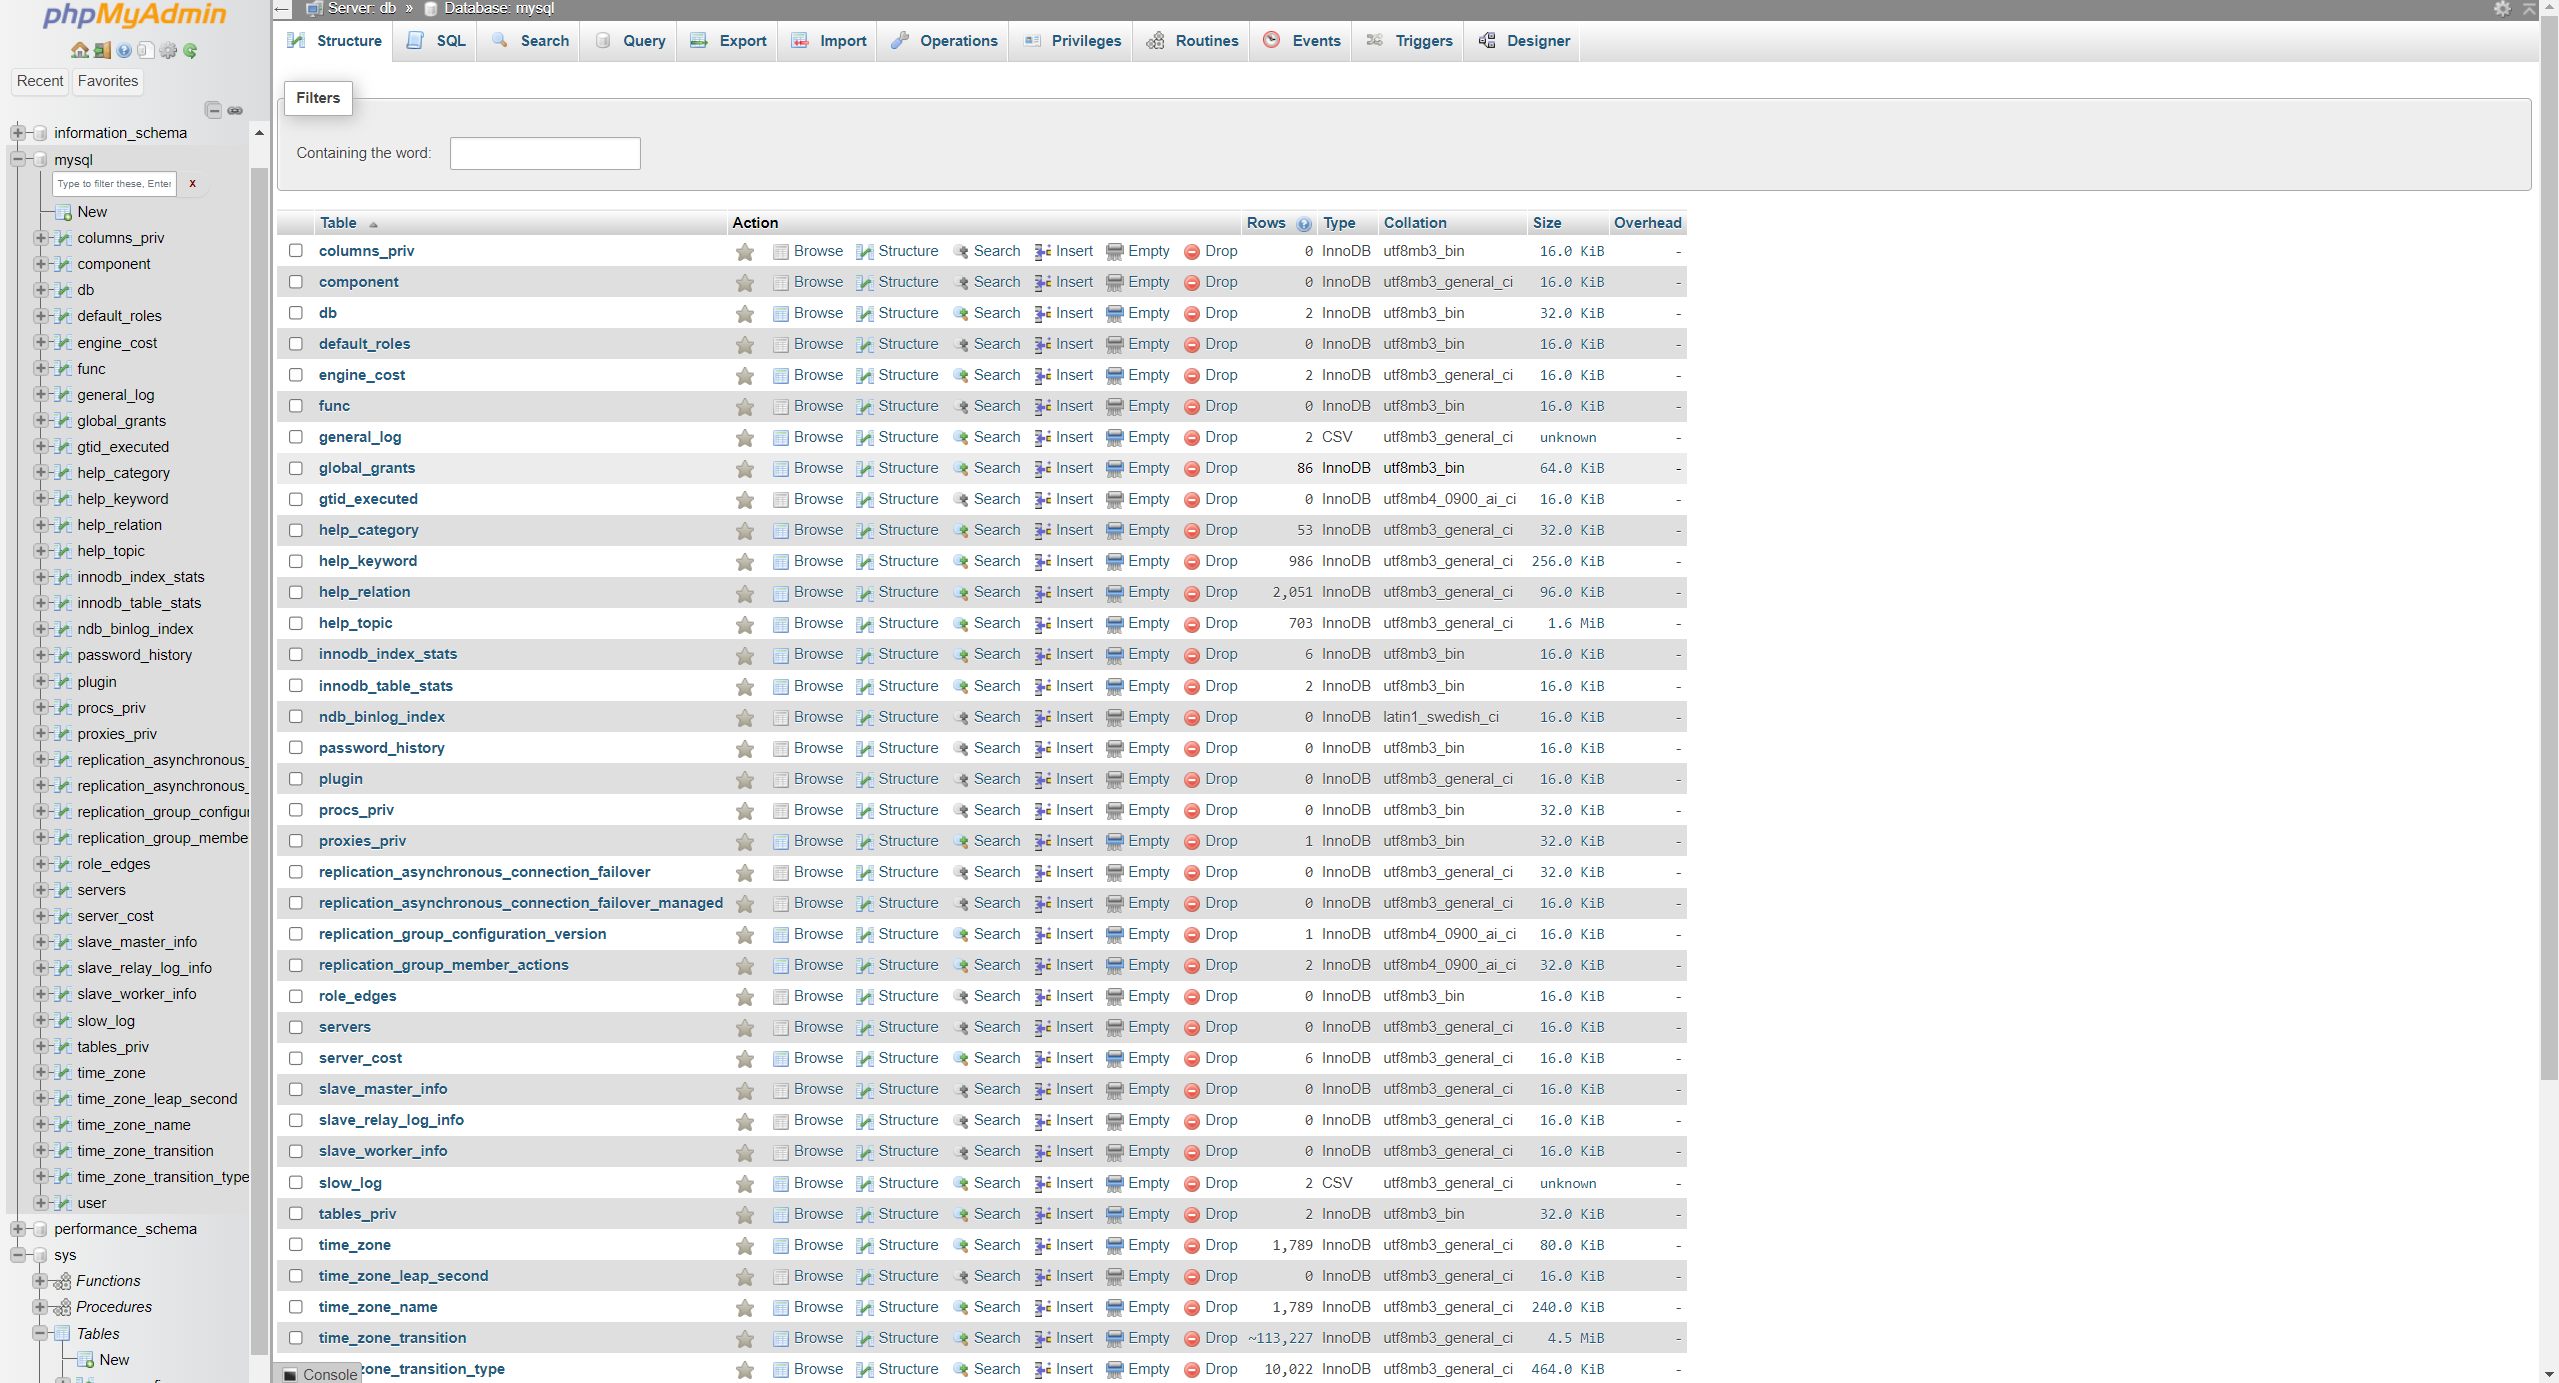 phpMyAdmin
Recent Favorites
information_schema
mysql
Type to filter these, Enter x
New
columns_priv
component
db
default_roles
engine_cost
func
general_log
global_grants
gtid_executed
help_category
help_keyword
help_relation
help_topic
innodb_index_stats
innodb_table_stats
ndb_binlog_index
password_history
plugin
procs_priv
proxies_priv
replication_asynchronous_
replication_asynchronous_
replication_group_configu
replication_group_membe
role_edges
servers
server_cost
slave_master_info
slave_relay_log_info
slave_worker_info
slow_log
tables_priv
time_zone
time_zone_leap_second
time_zone_name
time_zone_transition
time_zone_transition_type
user
performance_schema
sys
Functions
Procedures
Tables
New
Server: db » Database: mysql
Structure SQL Search Query Export Import Operations Privileges Routines Events Triggers Designer
Filters
Containing the word:
Table Action Rows Type Collation Size Overhead
columns_priv Browse Structure Search Insert Empty Drop 0 InnoDB utf8mb3_bin 16.0 KiB -
component Browse Structure Search Insert Empty Drop 0 InnoDB utf8mb3_general_ci 16.0 KiB -
db Browse Structure Search Insert Empty Drop 2 InnoDB utf8mb3_bin 32.0 KiB -
default_roles Browse Structure Search Insert Empty Drop 0 InnoDB utf8mb3_bin 16.0 KiB -
engine_cost Browse Structure Search Insert Empty Drop 2 InnoDB utf8mb3_general_ci 16.0 KiB -
func Browse Structure Search Insert Empty Drop 0 InnoDB utf8mb3_bin 16.0 KiB -
general_log Browse Structure Search Insert Empty Drop 2 CSV utf8mb3_general_ci unknown -
global_grants Browse Structure Search Insert Empty Drop 86 InnoDB utf8mb3_bin 64.0 KiB -
gtid_executed Browse Structure Search Insert Empty Drop 0 InnoDB utf8mb4_0900_ai_ci 16.0 KiB -
help_category Browse Structure Search Insert Empty Drop 53 InnoDB utf8mb3_general_ci 32.0 KiB -
help_keyword Browse Structure Search Insert Empty Drop 986 InnoDB utf8mb3_general_ci 256.0 KiB -
help_relation Browse Structure Search Insert Empty Drop 2,051 InnoDB utf8mb3_general_ci 96.0 KiB -
help_topic Browse Structure Search Insert Empty Drop 703 InnoDB utf8mb3_general_ci 1.6 MiB -
innodb_index_stats Browse Structure Search Insert Empty Drop 6 InnoDB utf8mb3_bin 16.0 KiB -
innodb_table_stats Browse Structure Search Insert Empty Drop 2 InnoDB utf8mb3_bin 16.0 KiB -
ndb_binlog_index Browse Structure Search Insert Empty Drop 0 InnoDB latin1_swedish_ci 16.0 KiB -
password_history Browse Structure Search Insert Empty Drop 0 InnoDB utf8mb3_bin 16.0 KiB -
plugin Browse Structure Search Insert Empty Drop 0 InnoDB utf8mb3_general_ci 16.0 KiB -
procs_priv Browse Structure Search Insert Empty Drop 0 InnoDB utf8mb3_bin 32.0 KiB -
proxies_priv Browse Structure Search Insert Empty Drop 1 InnoDB utf8mb3_bin 32.0 KiB -
replication_asynchronous_connection_failover Browse Structure Search Insert Empty Drop 0 InnoDB utf8mb3_general_ci 32.0 KiB -
replication_asynchronous_connection_failover_managed Browse Structure Search Insert Empty Drop 0 InnoDB utf8mb3_general_ci 16.0 KiB -
replication_group_configuration_version Browse Structure Search Insert Empty Drop 1 InnoDB utf8mb4_0900_ai_ci 16.0 KiB -
replication_group_member_actions Browse Structure Search Insert Empty Drop 2 InnoDB utf8mb4_0900_ai_ci 32.0 KiB -
role_edges Browse Structure Search Insert Empty Drop 0 InnoDB utf8mb3_bin 16.0 KiB -
servers Browse Structure Search Insert Empty Drop 0 InnoDB utf8mb3_general_ci 16.0 KiB -
server_cost Browse Structure Search Insert Empty Drop 6 InnoDB utf8mb3_general_ci 16.0 KiB -
slave_master_info Browse Structure Search Insert Empty Drop 0 InnoDB utf8mb3_general_ci 16.0 KiB -
slave_relay_log_info Browse Structure Search Insert Empty Drop 0 InnoDB utf8mb3_general_ci 16.0 KiB -
slave_worker_info Browse Structure Search Insert Empty Drop 0 InnoDB utf8mb3_general_ci 16.0 KiB -
slow_log Browse Structure Search Insert Empty Drop 2 CSV utf8mb3_general_ci unknown -
tables_priv Browse Structure Search Insert Empty Drop 2 InnoDB utf8mb3_bin 32.0 KiB -
time_zone Browse Structure Search Insert Empty Drop 1,789 InnoDB utf8mb3_general_ci 80.0 KiB -
time_zone_leap_second Browse Structure Search Insert Empty Drop 0 InnoDB utf8mb3_general_ci 16.0 KiB -
time_zone_name Browse Structure Search Insert Empty Drop 1,789 InnoDB utf8mb3_general_ci 240.0 KiB -
time_zone_transition Browse Structure Search Insert Empty Drop ~113,227 InnoDB utf8mb3_general_ci 4.5 MiB -
zone_transition_type Browse Structure Search Insert Empty Drop 10,022 InnoDB utf8mb3_general_ci 464.0 KiB -
Console